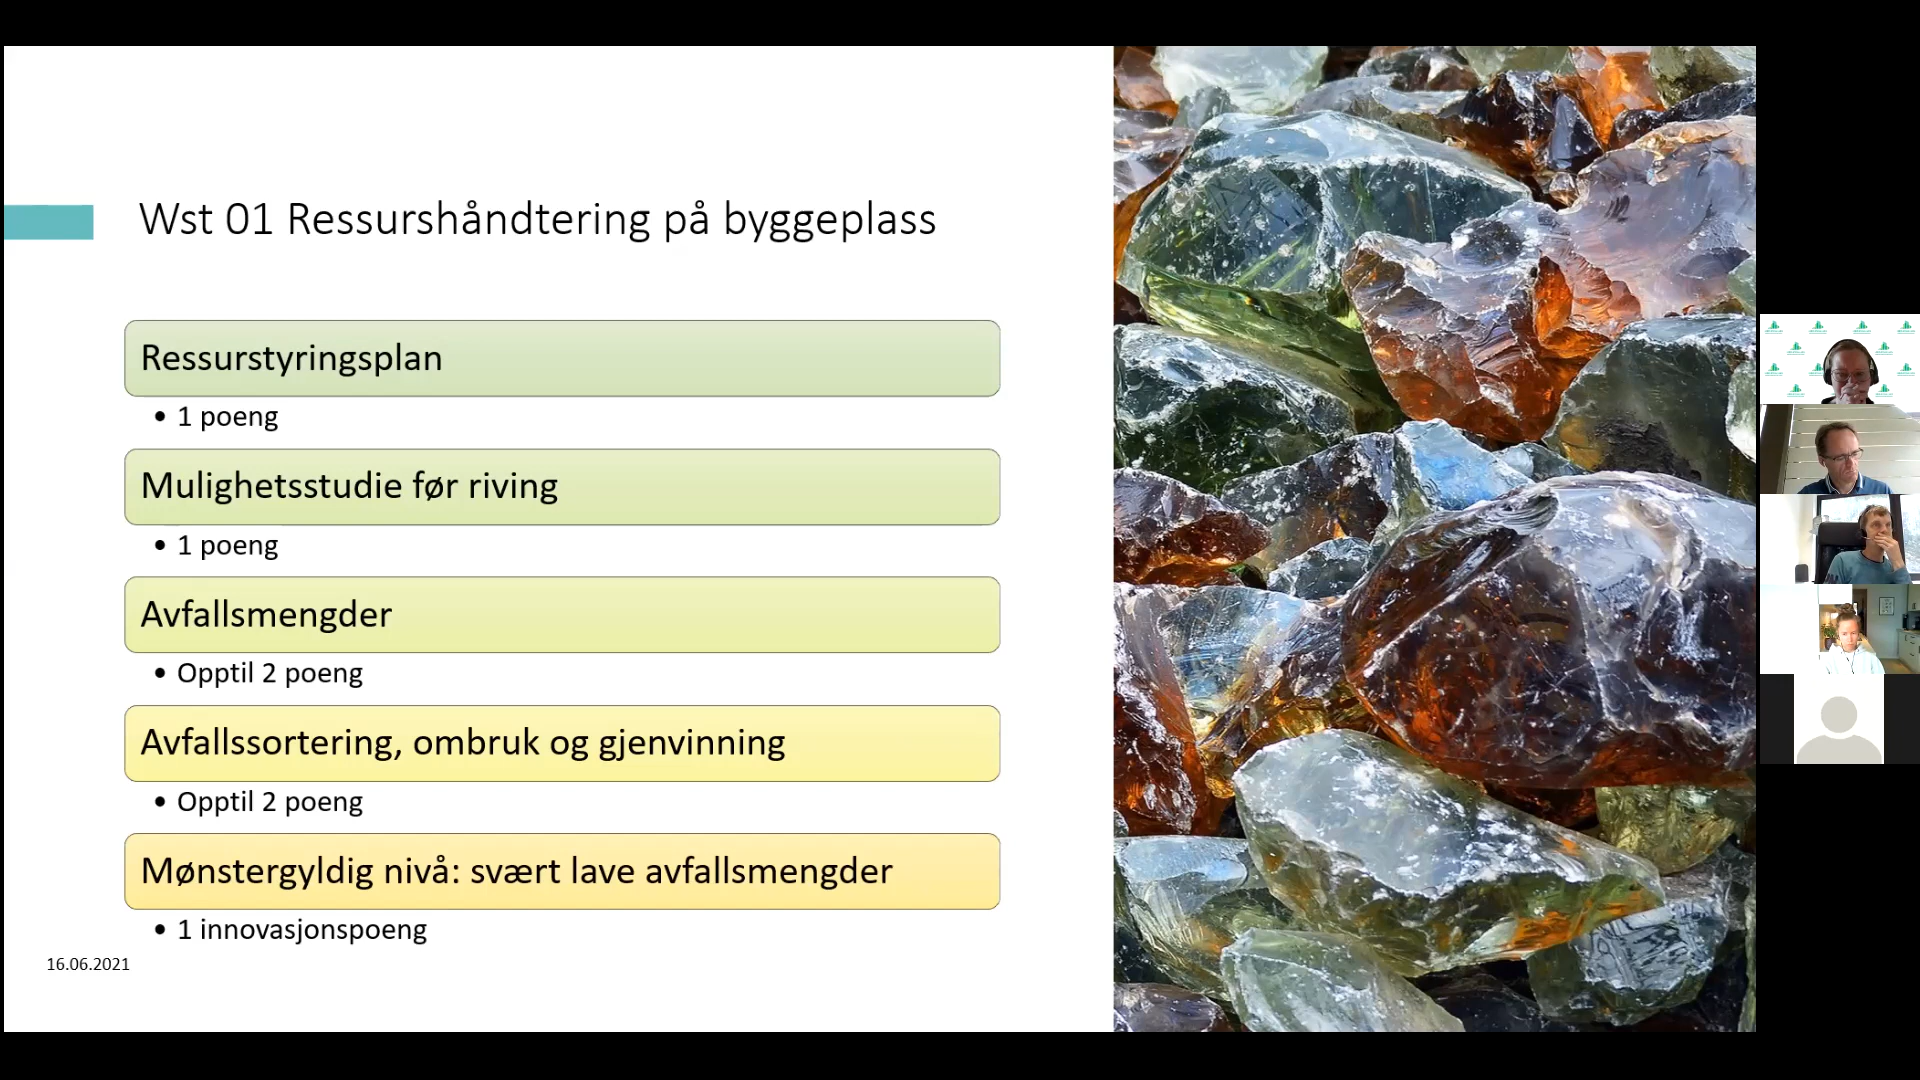 Wst 01 Ressurshåndtering på byggeplass
Ressurstyringsplan
• 1 poeng
Mulighetsstudie før riving
• 1 poeng
Avfallsmengder
• Opptil 2 poeng
Avfallssortering, ombruk og gjenvinning
• Opptil 2 poeng
Mønstergyldig nivå: svært lave avfallsmengder
• 1 innovasjonspoeng
16.06.2021